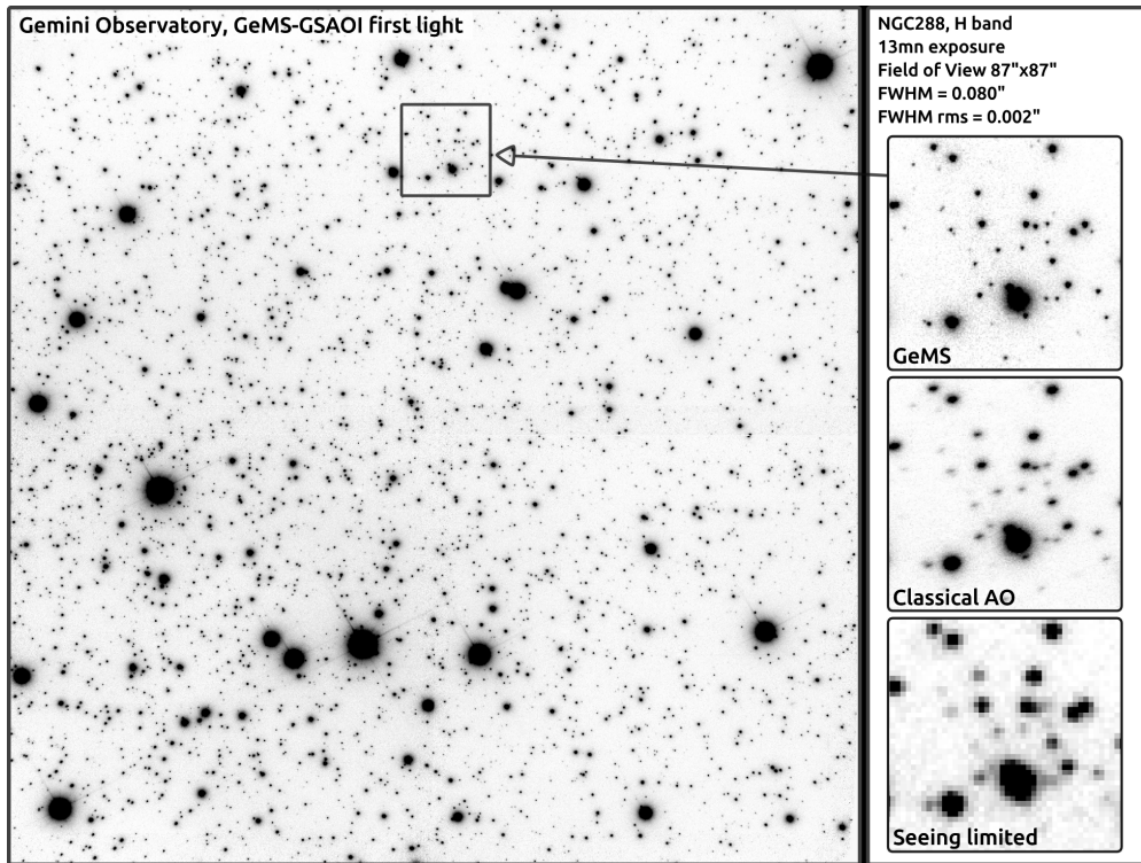 Gemini Observatory, GeMS-GSAOI first light
NGC288, H band
13mn exposure
Field of View 87"x87"
FWHM = 0.080"
FWHM rms = 0.002"
GeMS
Classical AO
Seeing limited